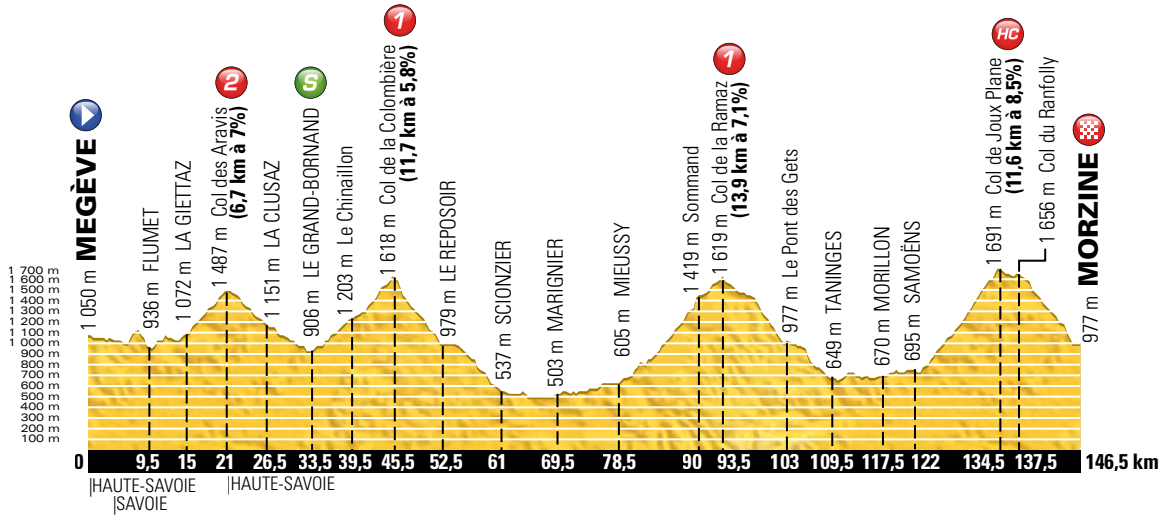 1050 m MEGÈVE
936 m FLUMET
1 072 m LA GIETTAZ
2
1 487 m Col des Aravis
(6,7 km à 7%)
1 151 m LA CLUSAZ
S
906 m LE GRAND-BORNAND
1 203 m Le Chinaillon
1
1 618 m Col de la Colombière
(11,7 km à 5,8%)
979 m LE REPOSOIR
537 m SCIONZIER
503 m MARIGNIER
605 m MIEUSSY
1 419 m Sommand
1
1 619 m Col de la Ramaz
(13,9 km à 7,1%)
977 m Le Pont des Gets
649 m TANINGES
670 m MORILLON
695 m SAMOËNS
HC
1 691 m Col de Joux Plane
(11,6 km à 8,5%)
1 656 m Col du Ranfolly
977 m MORZINE
1 700 m
1 600 m
1 500 m
1 400 m
1 300 m
1 200 m
1 100 m
1 000 m
900 m
800 m
700 m
600 m
500 m
400 m
300 m
200 m
100 m
0 9,5 15 21 26,5 33,5 39,5 45,5 52,5 61 69,5 78,5 90 93,5 103 109,5 117,5 122 134,5 137,5 146,5 km
HAUTE-SAVOIE HAUTE-SAVOIE
SAVOIE